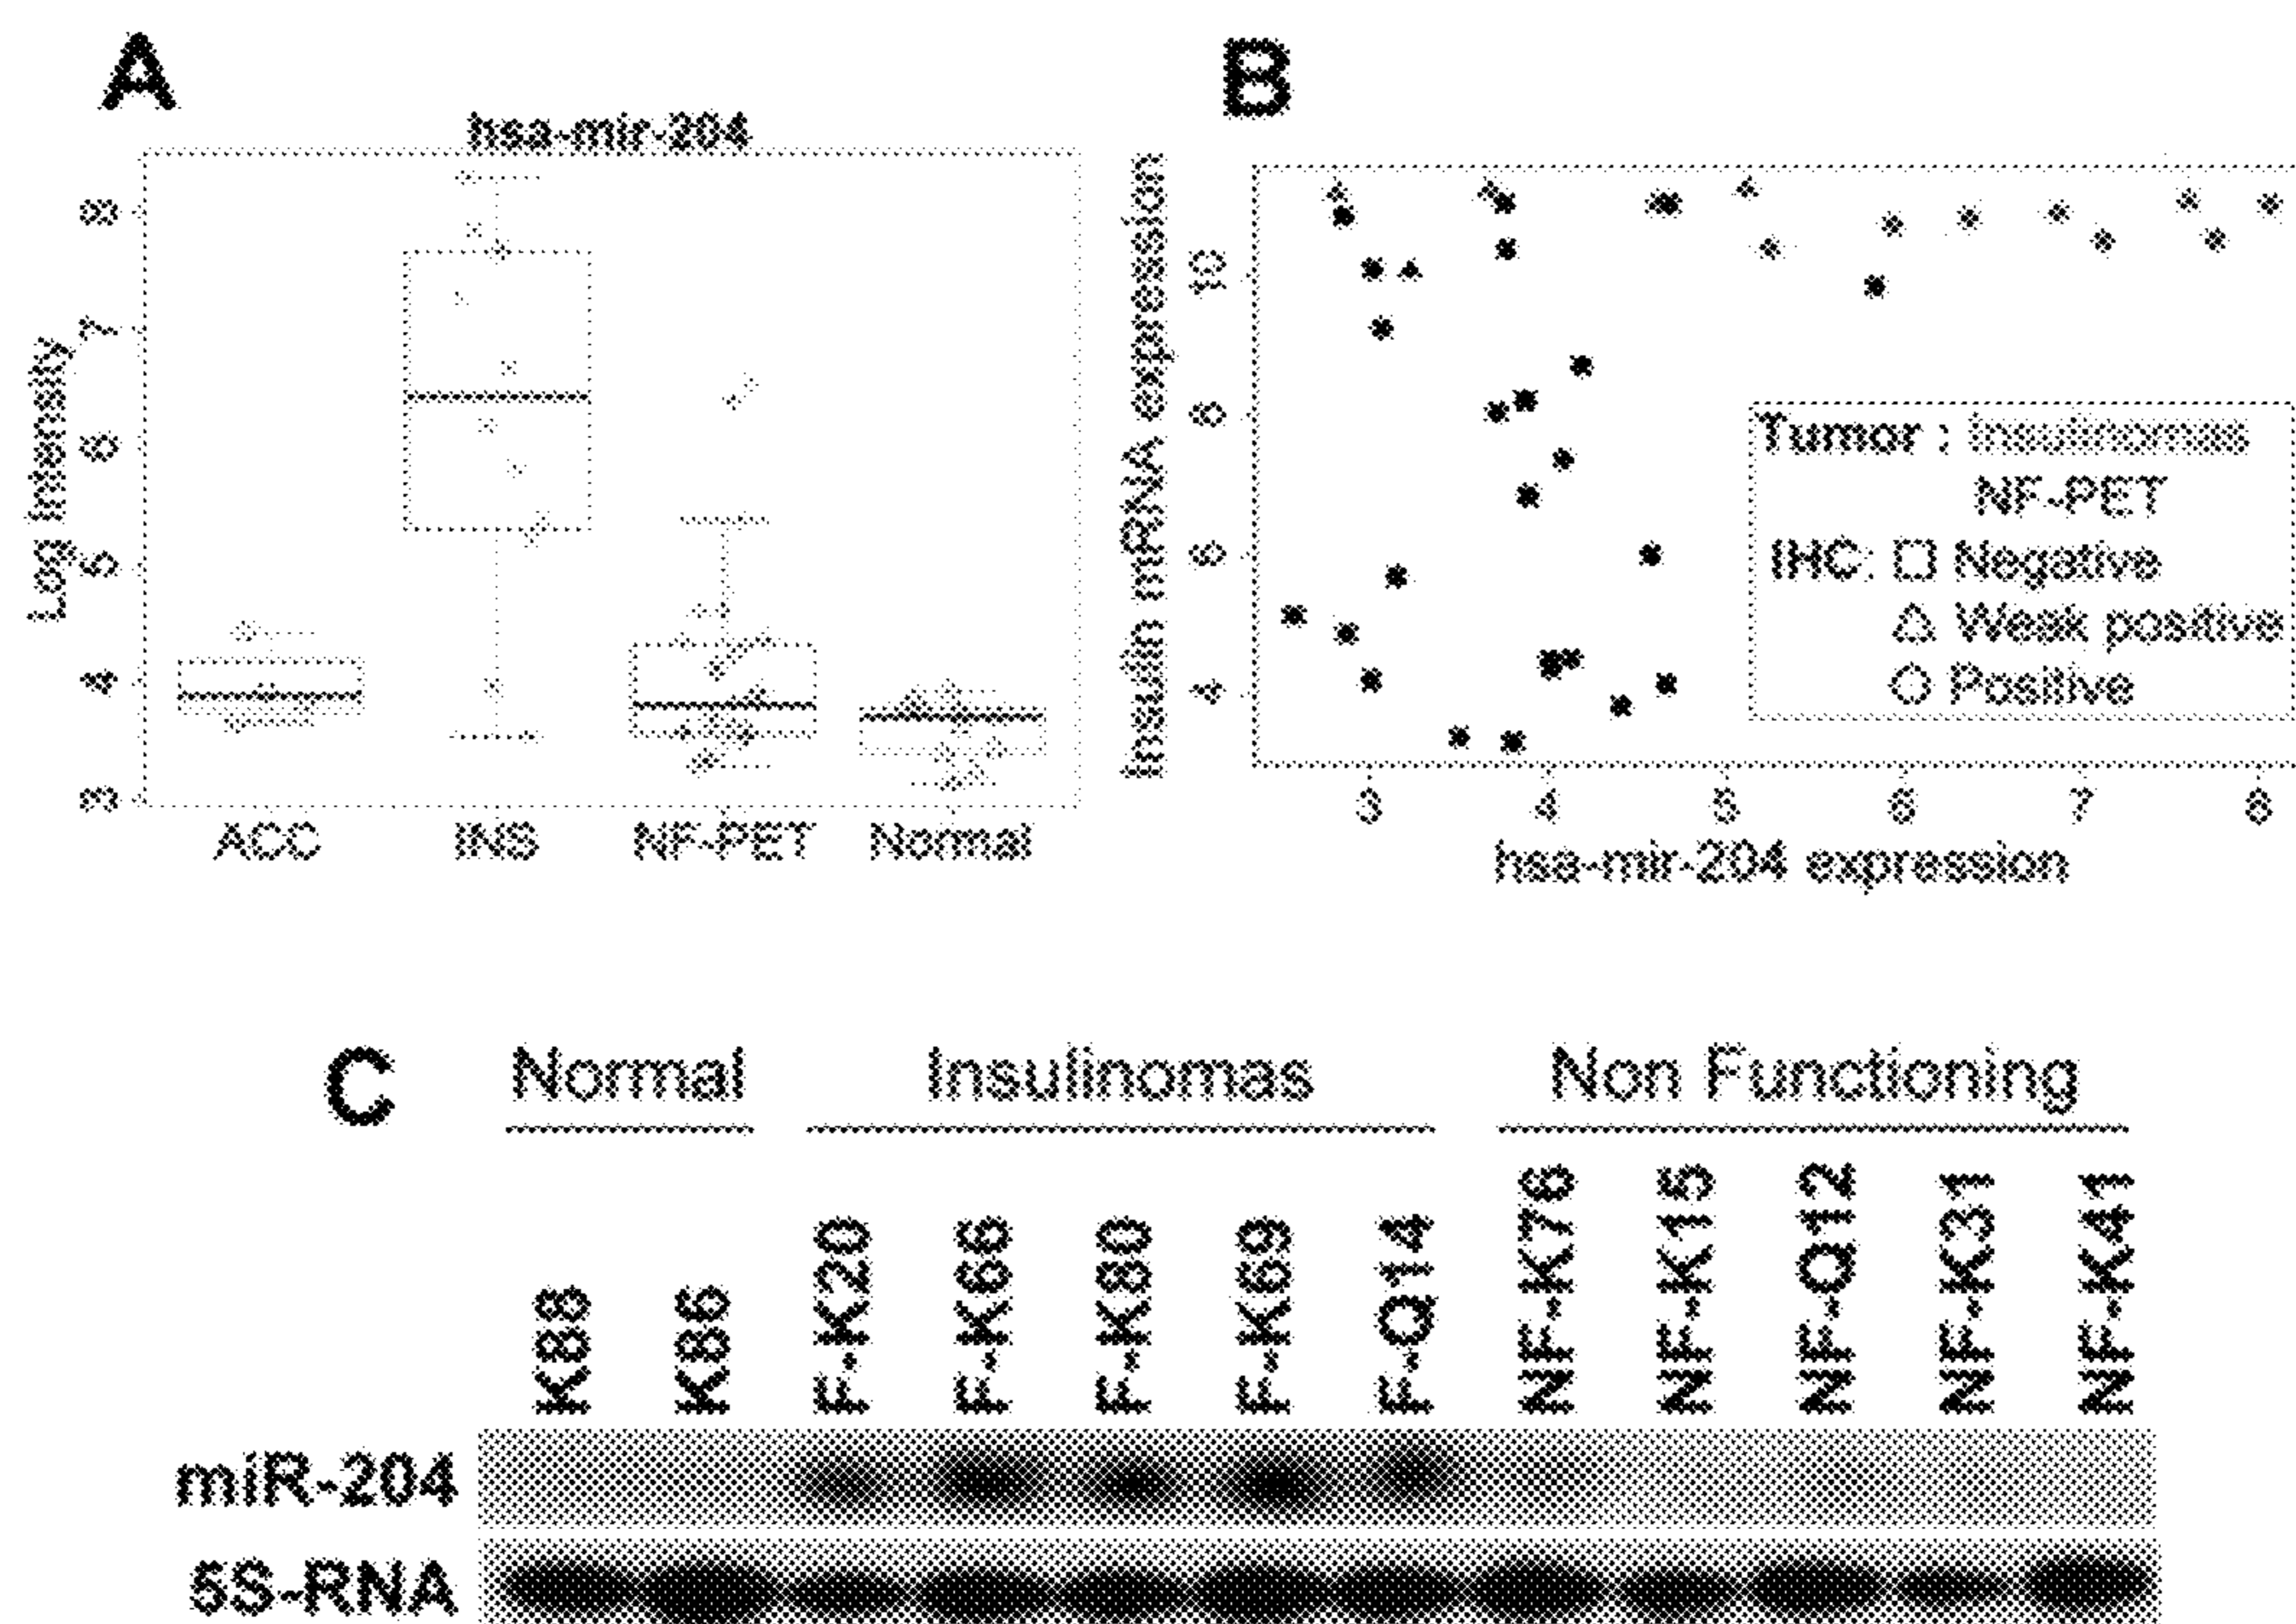 A
hsa-mir-204
Log Intensity
8
7
6
5
4
3
ACC INS NF-PET Normal
B
Insulin mRNA expression
10
8
6
4
Tumor : Insulinomas
NF-PET
IHC: Negative
Weak positive
Positive
3 4 5 6 7 8
hsa-mir-204 expression
C
Normal Insulinomas Non Functioning
K88 K86 F-K20 F-K66 F-K80 F-K69 F-Q14 NF-K76 NF-K15 NF-Q12 NF-K31 NF-K41
miR-204
5S-RNA